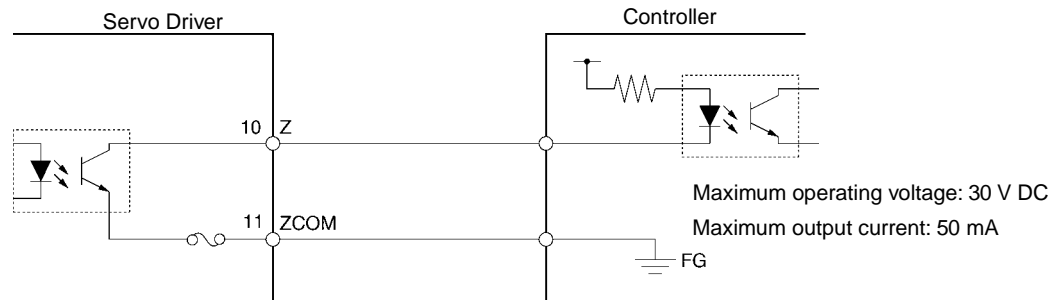 Servo Driver
Controller
10 Z
11 ZCOM
Maximum operating voltage: 30 V DC
Maximum output current: 50 mA
FG